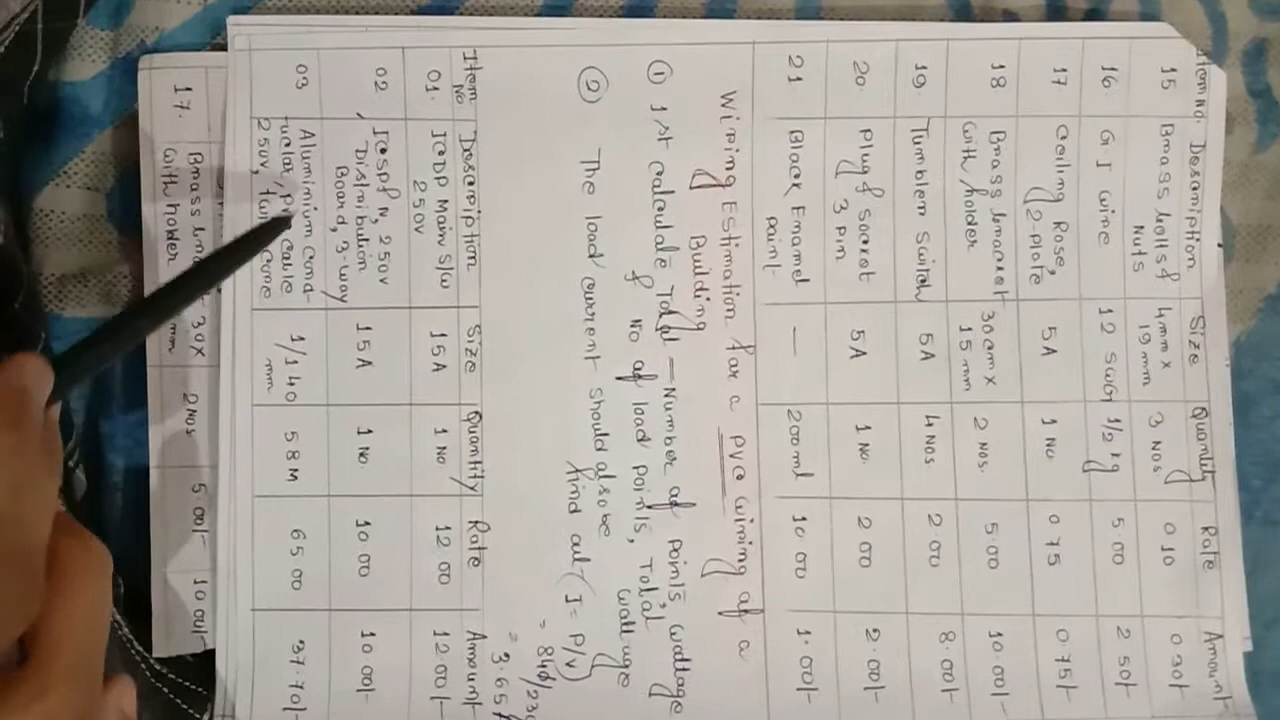 Item No. Description Size Quantity Rate Amount
15 Brass bolts & Nuts 4mm x 19mm 3 Nos 0.10 0.30/-
16. GI wire 12 SWG 1/2 kg 5.00 2.50/-
17. Ceiling Rose, 2-plate 5A 1 No 0.75 0.75/-
18 Brass bracket with holder 30cm x 15mm 2 Nos. 5.00 10.00/-
19. Tumbler Switch 5A 4 Nos 2.00 8.00/-
20. Plug & Socket 3 pin 5A 1 No. 2.00 2.00/-
21 Black Enamel paint — 200ml 10.00 1.00/-
Wiring Estimation for a PVC wiring of a
Building
① 1st calculate Total = Number of points, wattage
& No of load points, Total wattage
② The load current should also be
find out (I = P/V)
= 840/230
= 3.65
Item No Description Size Quantity Rate Amount
01. ICDP Main S/W 250V 15A 1 No 12.00 12.00/-
02. 250V Distribution Board, 3-way 15A 1 No. 10.00 10.00/-
03 Aluminium Cond- cable 250V, core 1/1.40 mm 58M 65.00 37.70/-
17. Brass 30x mm with holder 2 Nos 5.00/- 10.00/-